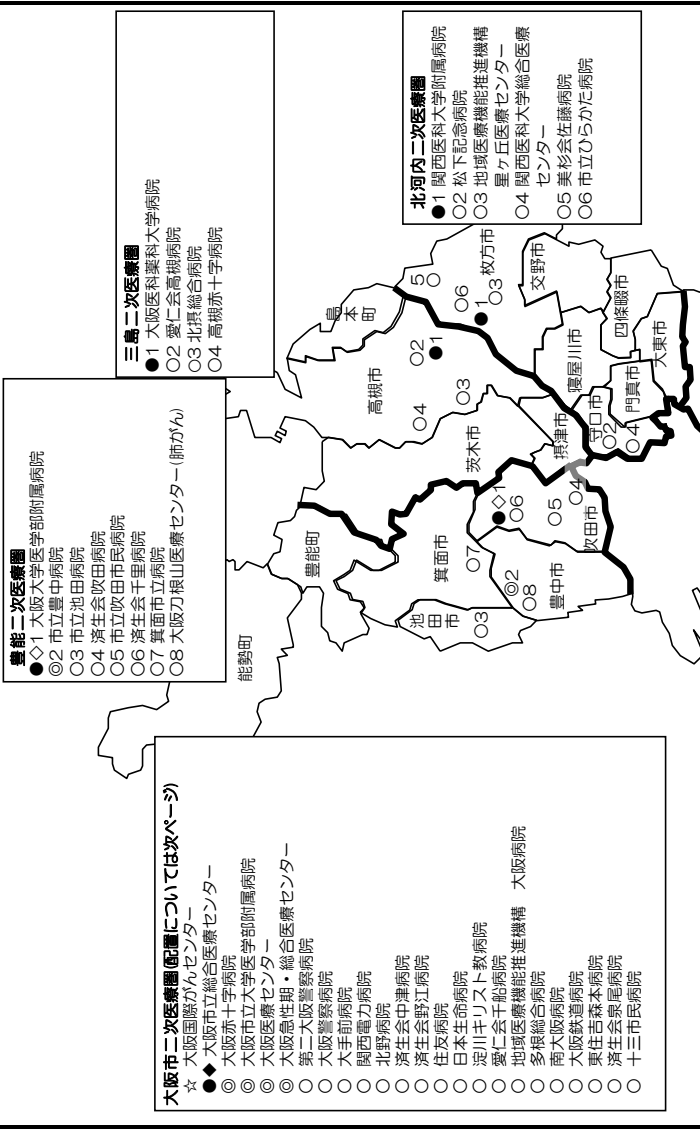 大阪市二次医療圏(配置については次ページ)
☆ 大阪国際がんセンター
●◆ 大阪市立総合医療センター
◎ 大阪赤十字病院
◎ 大阪市立大学医学部附属病院
◎ 大阪医療センター
◎ 大阪急性期・総合医療センター
○ 第二大阪警察病院
○ 大阪警察病院
○ 大手前病院
○ 関西電力病院
○ 北野病院
○ 済生会中津病院
○ 済生会野江病院
○ 住友病院
○ 日本生命病院
○ 淀川キリスト教病院
○ 愛仁会千船病院
○ 地域医療機能推進機構 大阪病院
○ 多根総合病院
○ 南大阪病院
○ 大阪鉄道病院
○ 東住吉森本病院
○ 済生会泉尾病院
○ 十三市民病院
豊能二次医療圏
●◇1 大阪大学医学部附属病院
◎2 市立豊中病院
○3 市立池田病院
○4 済生会吹田病院
○5 市立吹田市民病院
○6 済生会千里病院
○7 箕面市立病院
○8 大阪刀根山医療センター(肺がん)
三島二次医療圏
●1 大阪医科薬科大学病院
○2 愛仁会高槻病院
○3 北摂総合病院
○4 高槻赤十字病院
北河内二次医療圏
●1 関西医科大学附属病院
○2 松下記念病院
○3 地域医療機能推進機構
星ヶ丘医療センター
○4 関西医科大学総合医療
センター
○5 美杉会佐藤病院
○6 市立ひらかた病院
能勢町
豊能町
池田市
○3
箕面市
○7
◎2
○8
豊中市
●◇1
○6
○5
○4
吹田市
茨木市
摂津市
高槻市
○4
○2
●1
○3
島本町
5
○
○6
●1
○3
枚方市
交野市
寝屋川市
四條畷市
守口市
○2
○4
門真市
大東市